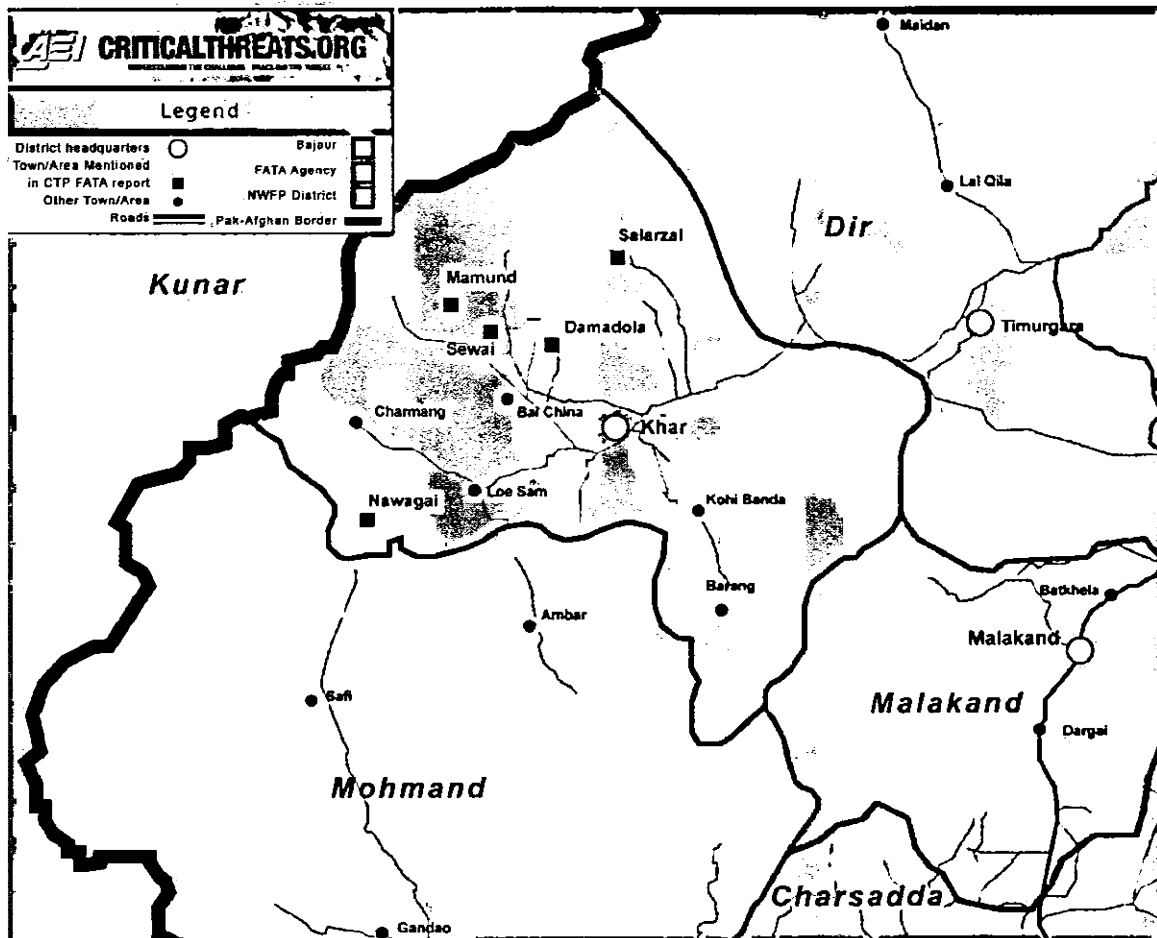 AEI CRITICALTHREATS.ORG
Legend
District headquarters
Town/Area Mentioned
in CTP FATA report
Other Town/Area
Roads
Bajaur
FATA Agency
NWFP District
Pak-Afghan Border
Maidan
Lal Qila
Dir
Salarzai
Kunar
Mamund
Sewai
Damadola
Timurgara
Charmang
Bai China
Khar
Nawagai
Loe Sam
Kohi Banda
Barang
Batkhela
Ambar
Malakand
Safi
Malakand
Dargai
Mohmand
Charsadda
Gandao